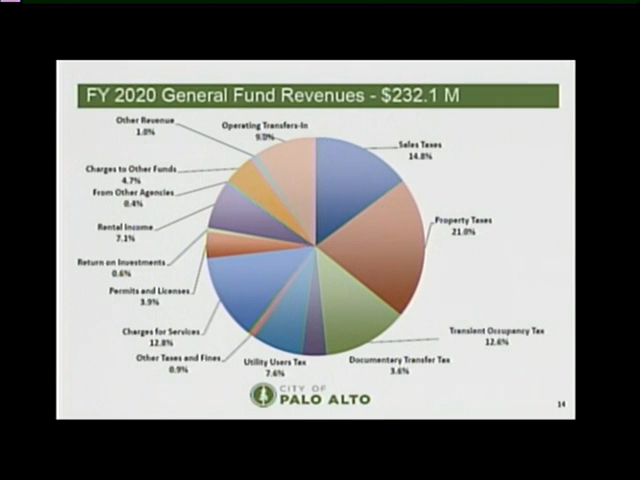 FY 2020 General Fund Revenues - $232.1 M
Other Revenue
1.0%
Operating Transfers-In
9.0%
Sales Taxes
14.8%
Charges to Other Funds
4.7%
From Other Agencies
0.4%
Rental Income
7.1%
Property Taxes
21.0%
Return on Investments
0.6%
Permits and Licenses
3.9%
Charges for Services
12.8%
Transient Occupancy Tax
12.6%
Other Taxes and Fines
0.9%
Utility Users Tax
7.6%
Documentary Transfer Tax
3.6%
CITY OF
PALO ALTO
14